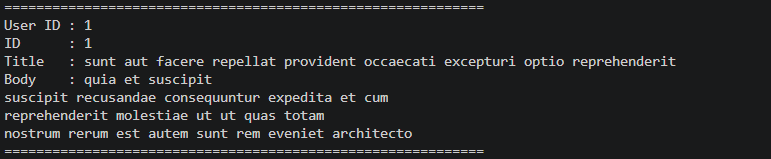 ============================================================
User ID : 1
ID      : 1
Title   : sunt aut facere repellat provident occaecati excepturi optio reprehenderit
Body    : quia et suscipit
suscipit recusandae consequuntur expedita et cum
reprehenderit molestiae ut ut quas totam
nostrum rerum est autem sunt rem eveniet architecto
============================================================